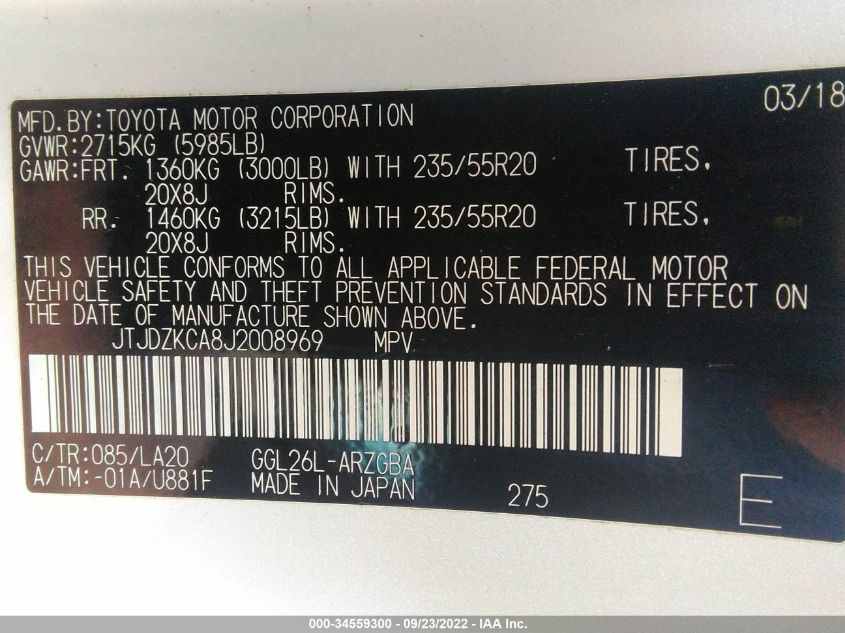 03/18
MFD.BY:TOYOTA MOTOR CORPORATION
GVWR:2715KG (5985LB)
GAWR:FRT. 1360KG (3000LB) WITH 235/55R20 TIRES,
20X8J RIMS.
RR. 1460KG (3215LB) WITH 235/55R20 TIRES,
20X8J RIMS.
THIS VEHICLE CONFORMS TO ALL APPLICABLE FEDERAL MOTOR
VEHICLE SAFETY AND THEFT PREVENTION STANDARDS IN EFFECT ON
THE DATE OF MANUFACTURE SHOWN ABOVE.
JTJDZKCA8J2008969 MPV
C/TR:085/LA20 GGL26L-ARZGBA
A/TM:-01A/U881F MADE IN JAPAN 275 E
000-34559300 - 09/23/2022 - IAA Inc.